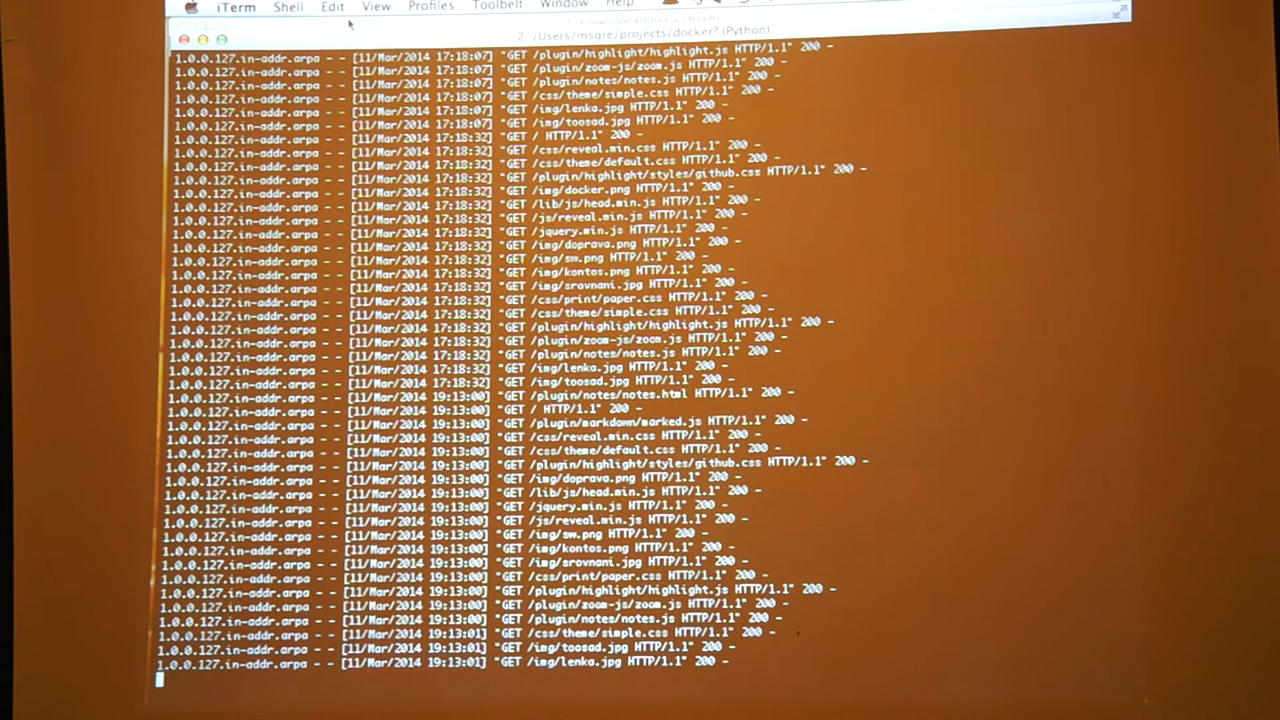 iTerm Shell Edit View Profiles Toolbelt Window Help
2. /Users/msgre/projects/docker? (Python)
1.0.0.127.in-addr.arpa - - [11/Mar/2014 17:18:07] "GET /plugin/highlight/highlight.js HTTP/1.1" 200 -
1.0.0.127.in-addr.arpa - - [11/Mar/2014 17:18:07] "GET /plugin/zoom-js/zoom.js HTTP/1.1" 200 -
1.0.0.127.in-addr.arpa - - [11/Mar/2014 17:18:07] "GET /plugin/notes/notes.js HTTP/1.1" 200 -
1.0.0.127.in-addr.arpa - - [11/Mar/2014 17:18:07] "GET /css/theme/simple.css HTTP/1.1" 200 -
1.0.0.127.in-addr.arpa - - [11/Mar/2014 17:18:07] "GET /img/lenka.jpg HTTP/1.1" 200 -
1.0.0.127.in-addr.arpa - - [11/Mar/2014 17:18:07] "GET /img/toosad.jpg HTTP/1.1" 200 -
1.0.0.127.in-addr.arpa - - [11/Mar/2014 17:18:32] "GET / HTTP/1.1" 200 -
1.0.0.127.in-addr.arpa - - [11/Mar/2014 17:18:32] "GET /css/reveal.min.css HTTP/1.1" 200 -
1.0.0.127.in-addr.arpa - - [11/Mar/2014 17:18:32] "GET /css/theme/default.css HTTP/1.1" 200 -
1.0.0.127.in-addr.arpa - - [11/Mar/2014 17:18:32] "GET /plugin/highlight/styles/github.css HTTP/1.1" 200 -
1.0.0.127.in-addr.arpa - - [11/Mar/2014 17:18:32] "GET /img/docker.png HTTP/1.1" 200 -
1.0.0.127.in-addr.arpa - - [11/Mar/2014 17:18:32] "GET /lib/js/head.min.js HTTP/1.1" 200 -
1.0.0.127.in-addr.arpa - - [11/Mar/2014 17:18:32] "GET /js/reveal.min.js HTTP/1.1" 200 -
1.0.0.127.in-addr.arpa - - [11/Mar/2014 17:18:32] "GET /jquery.min.js HTTP/1.1" 200 -
1.0.0.127.in-addr.arpa - - [11/Mar/2014 17:18:32] "GET /img/doprava.png HTTP/1.1" 200 -
1.0.0.127.in-addr.arpa - - [11/Mar/2014 17:18:32] "GET /img/sw.png HTTP/1.1" 200 -
1.0.0.127.in-addr.arpa - - [11/Mar/2014 17:18:32] "GET /img/kontos.png HTTP/1.1" 200 -
1.0.0.127.in-addr.arpa - - [11/Mar/2014 17:18:32] "GET /img/srovnani.jpg HTTP/1.1" 200 -
1.0.0.127.in-addr.arpa - - [11/Mar/2014 17:18:32] "GET /css/print/paper.css HTTP/1.1" 200 -
1.0.0.127.in-addr.arpa - - [11/Mar/2014 17:18:32] "GET /css/theme/simple.css HTTP/1.1" 200 -
1.0.0.127.in-addr.arpa - - [11/Mar/2014 17:18:32] "GET /plugin/highlight/highlight.js HTTP/1.1" 200 -
1.0.0.127.in-addr.arpa - - [11/Mar/2014 17:18:32] "GET /plugin/zoom-js/zoom.js HTTP/1.1" 200 -
1.0.0.127.in-addr.arpa - - [11/Mar/2014 17:18:32] "GET /plugin/notes/notes.js HTTP/1.1" 200 -
1.0.0.127.in-addr.arpa - - [11/Mar/2014 17:18:32] "GET /img/lenka.jpg HTTP/1.1" 200 -
1.0.0.127.in-addr.arpa - - [11/Mar/2014 17:18:32] "GET /img/toosad.jpg HTTP/1.1" 200 -
1.0.0.127.in-addr.arpa - - [11/Mar/2014 19:13:00] "GET /plugin/notes/notes.html HTTP/1.1" 200 -
1.0.0.127.in-addr.arpa - - [11/Mar/2014 19:13:00] "GET / HTTP/1.1" 200 -
1.0.0.127.in-addr.arpa - - [11/Mar/2014 19:13:00] "GET /plugin/markdown/marked.js HTTP/1.1" 200 -
1.0.0.127.in-addr.arpa - - [11/Mar/2014 19:13:00] "GET /css/reveal.min.css HTTP/1.1" 200 -
1.0.0.127.in-addr.arpa - - [11/Mar/2014 19:13:00] "GET /css/theme/default.css HTTP/1.1" 200 -
1.0.0.127.in-addr.arpa - - [11/Mar/2014 19:13:00] "GET /plugin/highlight/styles/github.css HTTP/1.1" 200 -
1.0.0.127.in-addr.arpa - - [11/Mar/2014 19:13:00] "GET /img/doprava.png HTTP/1.1" 200 -
1.0.0.127.in-addr.arpa - - [11/Mar/2014 19:13:00] "GET /lib/js/head.min.js HTTP/1.1" 200 -
1.0.0.127.in-addr.arpa - - [11/Mar/2014 19:13:00] "GET /jquery.min.js HTTP/1.1" 200 -
1.0.0.127.in-addr.arpa - - [11/Mar/2014 19:13:00] "GET /js/reveal.min.js HTTP/1.1" 200 -
1.0.0.127.in-addr.arpa - - [11/Mar/2014 19:13:00] "GET /img/sw.png HTTP/1.1" 200 -
1.0.0.127.in-addr.arpa - - [11/Mar/2014 19:13:00] "GET /img/kontos.png HTTP/1.1" 200 -
1.0.0.127.in-addr.arpa - - [11/Mar/2014 19:13:00] "GET /img/srovnani.jpg HTTP/1.1" 200 -
1.0.0.127.in-addr.arpa - - [11/Mar/2014 19:13:00] "GET /css/print/paper.css HTTP/1.1" 200 -
1.0.0.127.in-addr.arpa - - [11/Mar/2014 19:13:00] "GET /plugin/highlight/highlight.js HTTP/1.1" 200 -
1.0.0.127.in-addr.arpa - - [11/Mar/2014 19:13:00] "GET /plugin/zoom-js/zoom.js HTTP/1.1" 200 -
1.0.0.127.in-addr.arpa - - [11/Mar/2014 19:13:00] "GET /plugin/notes/notes.js HTTP/1.1" 200 -
1.0.0.127.in-addr.arpa - - [11/Mar/2014 19:13:01] "GET /css/theme/simple.css HTTP/1.1" 200 -
1.0.0.127.in-addr.arpa - - [11/Mar/2014 19:13:01] "GET /img/toosad.jpg HTTP/1.1" 200 -
1.0.0.127.in-addr.arpa - - [11/Mar/2014 19:13:01] "GET /img/lenka.jpg HTTP/1.1" 200 -